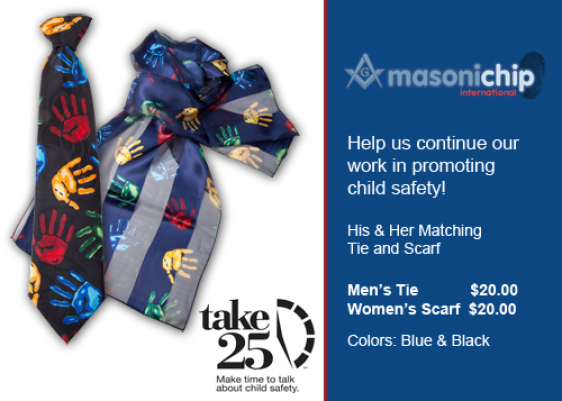 take
25
Make time to talk
about child safety.
G
masonichip
international
Help us continue our
work in promoting
child safety!
His & Her Matching
Tie and Scarf
Men's Tie $20.00
Women's Scarf $20.00
Colors: Blue & Black